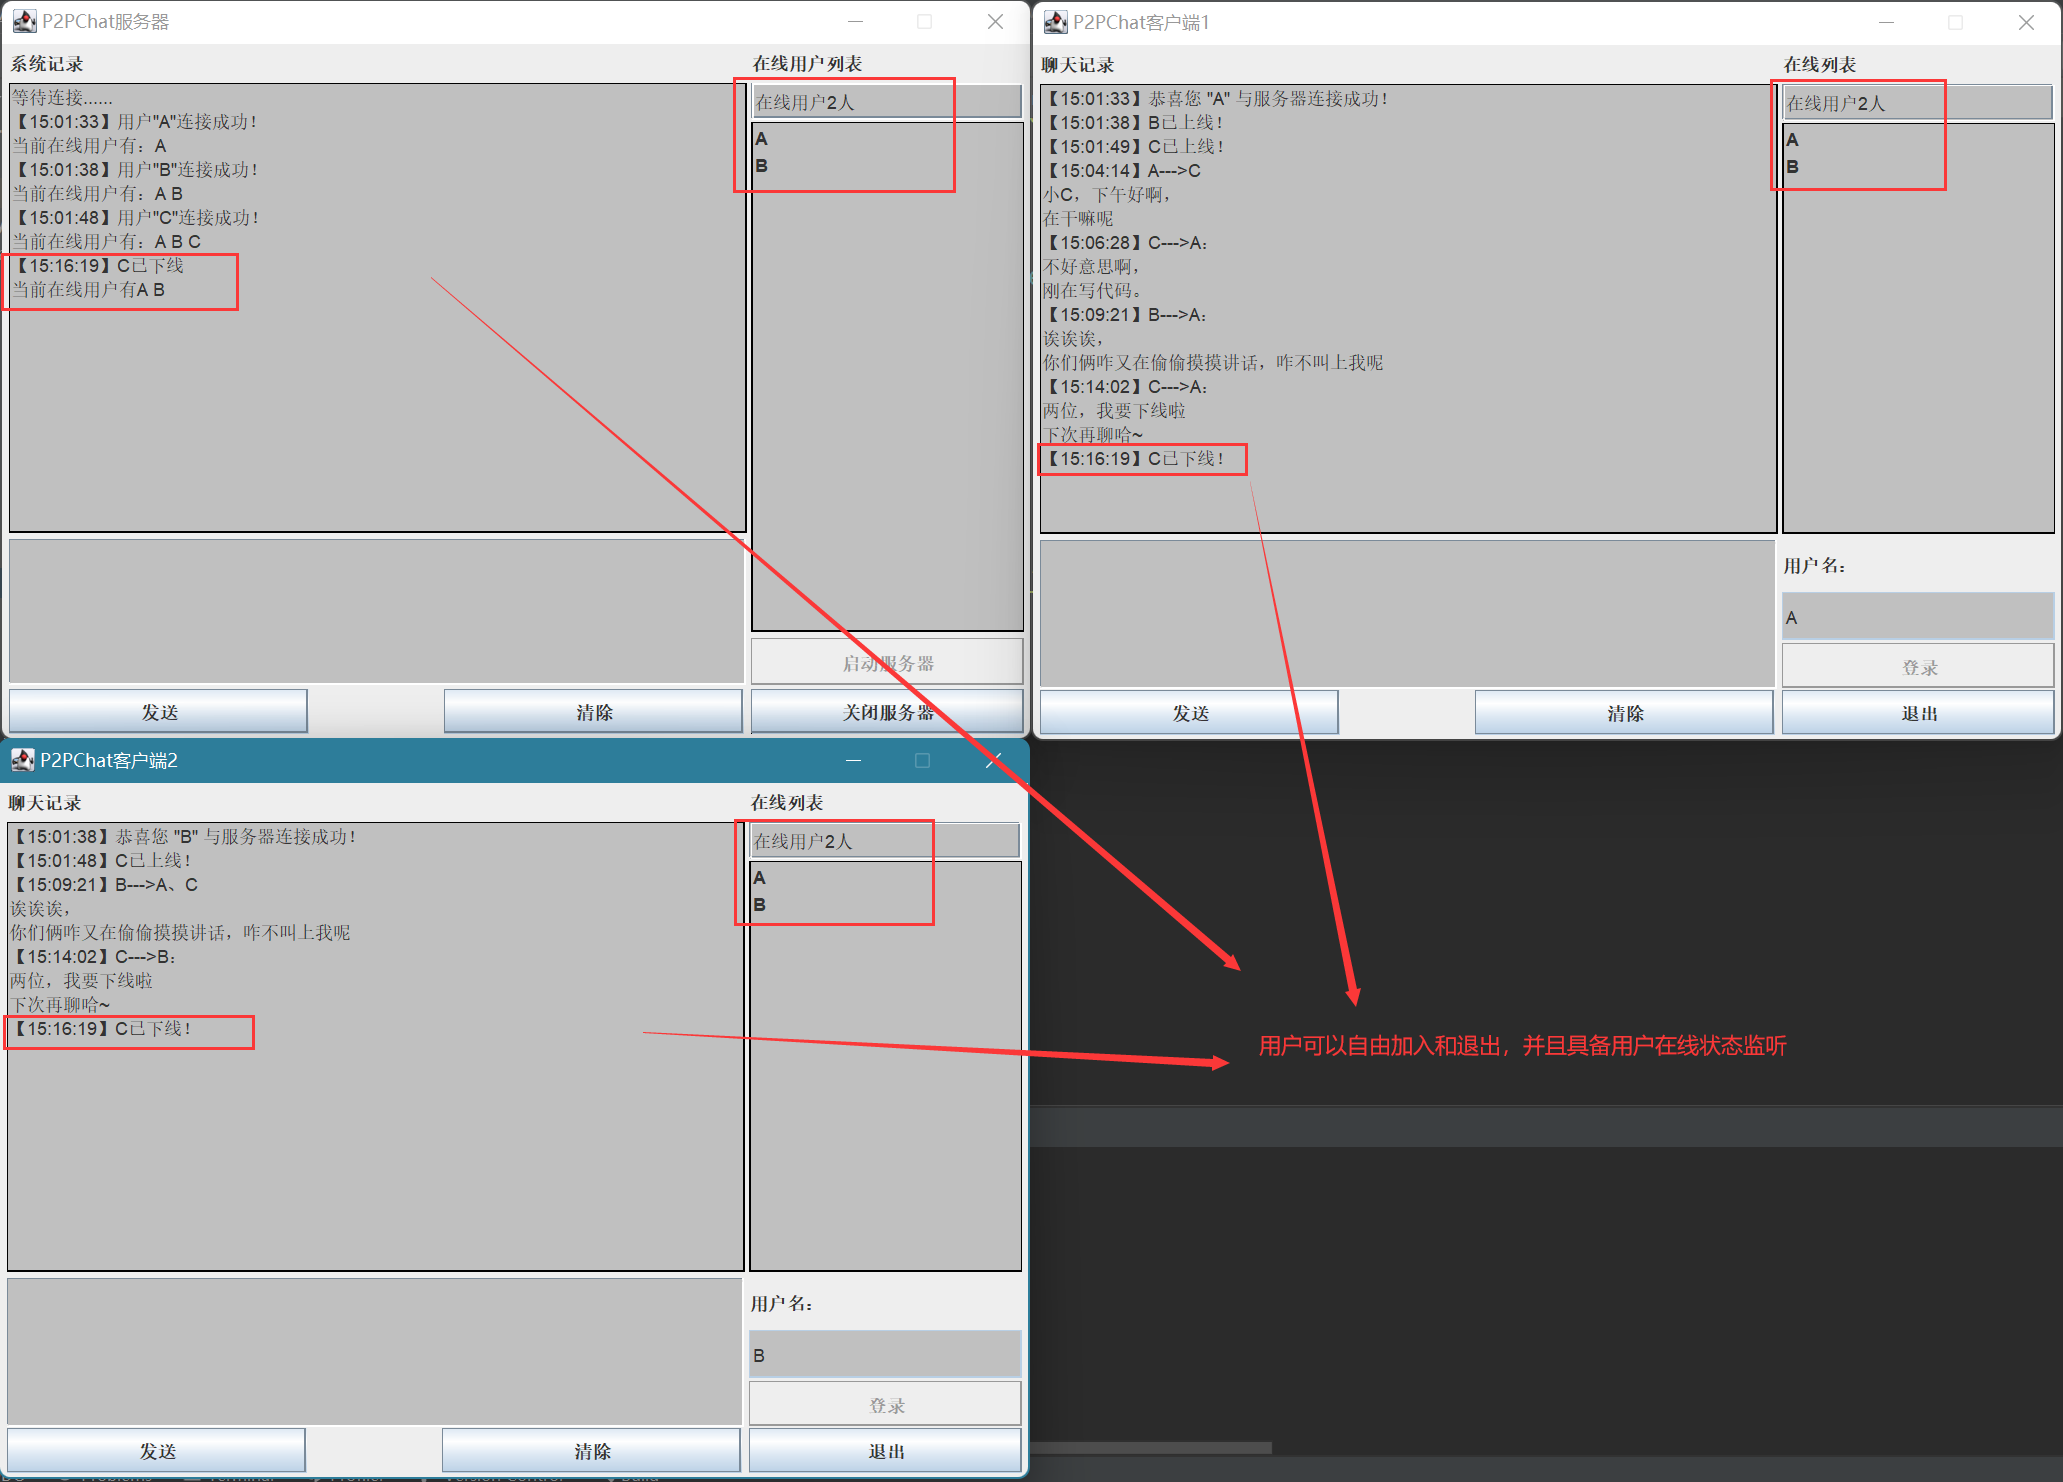 P2PChat服务器
系统记录
等待连接......
【15:01:33】用户"A"连接成功！
当前在线用户有：A
【15:01:38】用户"B"连接成功！
当前在线用户有：A B
【15:01:48】用户"C"连接成功！
当前在线用户有：A B C
【15:16:19】C已下线
当前在线用户有A B
在线用户列表
在线用户2人
A
B
启动服务器
发送
清除
关闭服务器
P2PChat客户端1
聊天记录
【15:01:33】恭喜您 "A" 与服务器连接成功！
【15:01:38】B已上线！
【15:01:49】C已上线！
【15:04:14】A--->C
小C，下午好啊，
在干嘛呢
【15:06:28】C--->A：
不好意思啊，
刚在写代码。
【15:09:21】B--->A：
诶诶诶，
你们俩咋又在偷偷摸摸讲话，咋不叫上我呢
【15:14:02】C--->A：
两位，我要下线啦
下次再聊哈~
【15:16:19】C已下线！
在线列表
在线用户2人
A
B
用户名：
A
登录
发送
清除
退出
P2PChat客户端2
聊天记录
【15:01:38】恭喜您 "B" 与服务器连接成功！
【15:01:48】C已上线！
【15:09:21】B--->A、C
诶诶诶，
你们俩咋又在偷偷摸摸讲话，咋不叫上我呢
【15:14:02】C--->B：
两位，我要下线啦
下次再聊哈~
【15:16:19】C已下线！
在线列表
在线用户2人
A
B
用户名：
B
登录
发送
清除
退出
用户可以自由加入和退出，并且具备用户在线状态监听